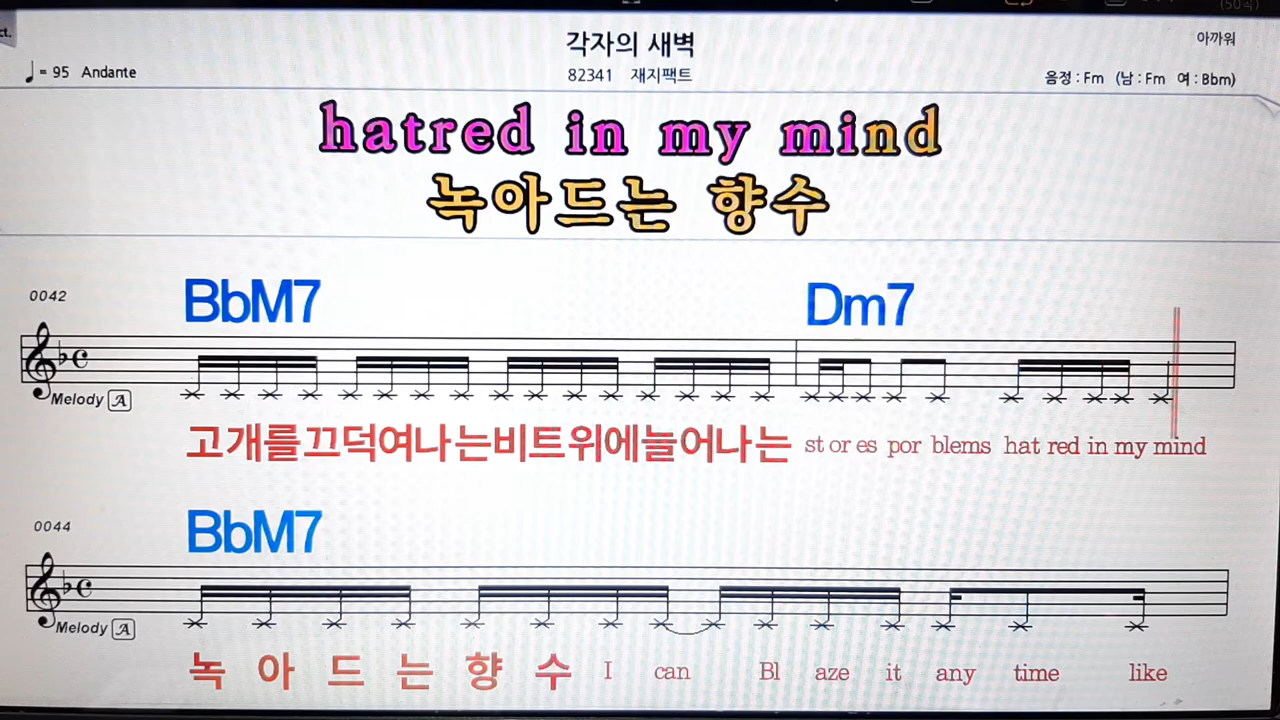 ct.
각자의 새벽
아까워
♩ = 95 Andante
82341 재지팩트
음정 : Fm (남 : Fm 여 : Bbm)
hatred in my mind
녹아드는 향수
0042
BbM7 Dm7
Melody A
고개를끄덕여나는비트위에늘어나는 st or es por blems hat red in my mind
0044
BbM7
Melody A
녹아드는향수 I can Bl aze it any time like